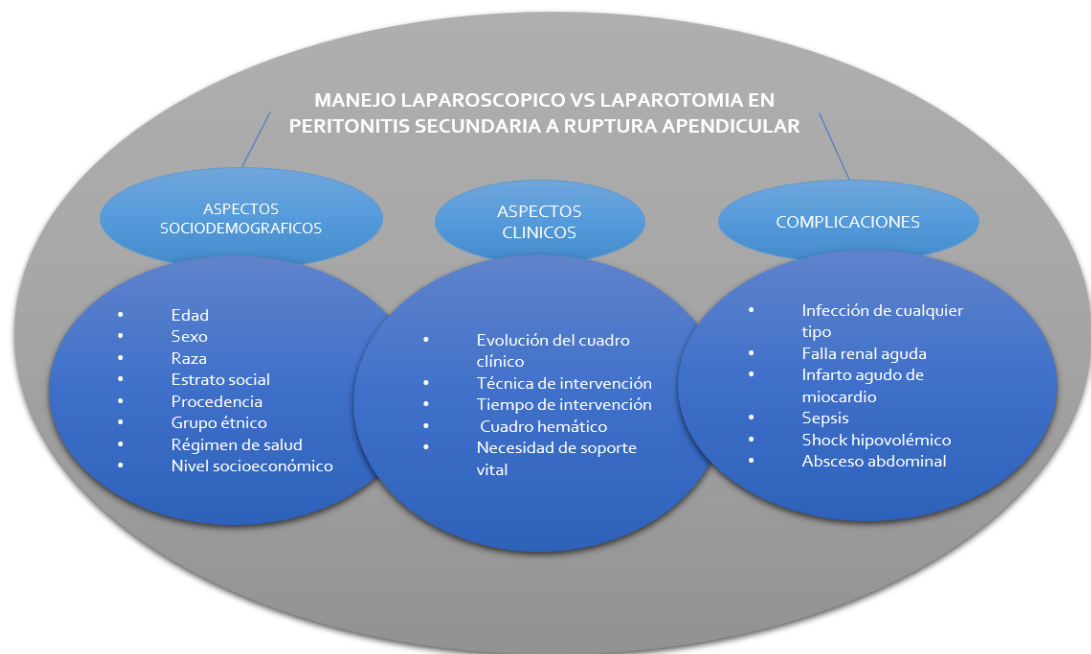 MANEJO LAPAROSCOPICO VS LAPAROTOMIA EN
PERITONITIS SECUNDARIA A RUPTURA APENDICULAR
ASPECTOS
SOCIODEMOGRAFICOS
• Edad
• Sexo
• Raza
• Estrato social
• Procedencia
• Grupo étnico
• Régimen de salud
• Nivel socioeconómico
ASPECTOS
CLINICOS
• Evolución del cuadro
clínico
• Técnica de intervención
• Tiempo de intervención
• Cuadro hemático
• Necesidad de soporte
vital
COMPLICACIONES
• Infección de cualquier
tipo
• Falla renal aguda
• Infarto agudo de
miocardio
• Sepsis
• Shock hipovolémico
• Absceso abdominal